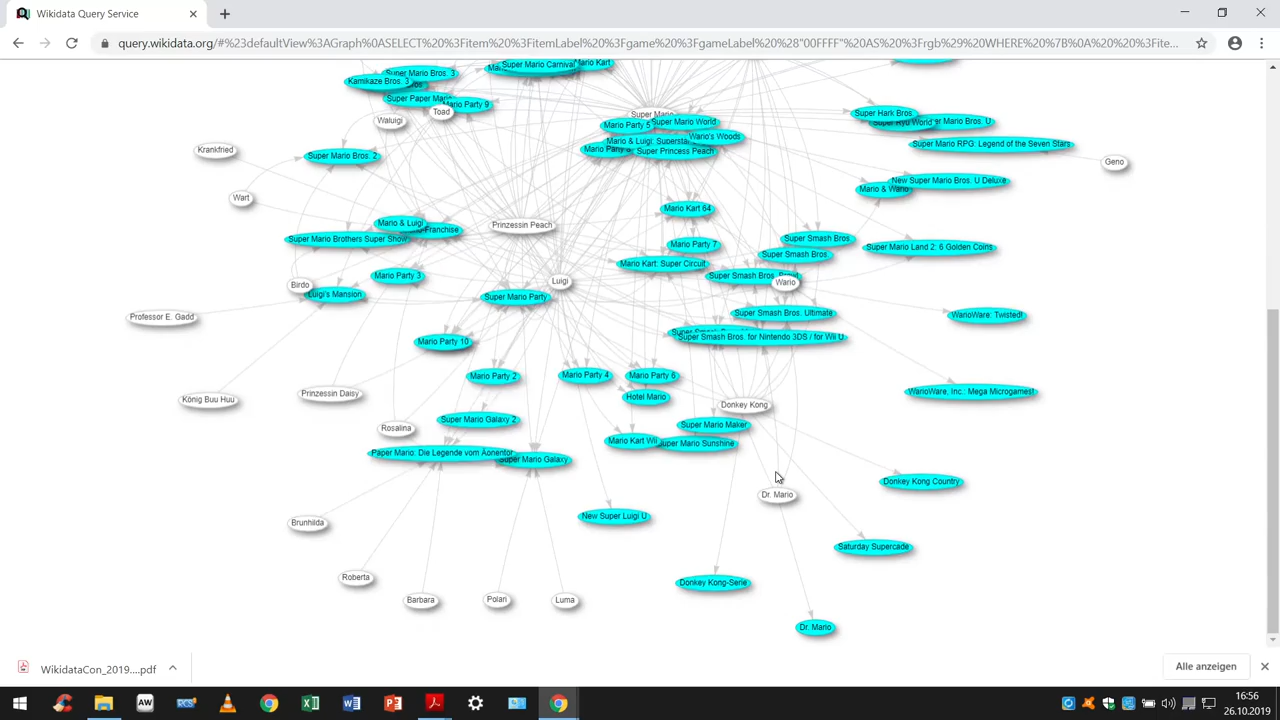 Wikidata Query Service
query.wikidata.org/#%23defaultView%3AGraph%0ASELECT%20%3Fitem%20%3FitemLabel%20%3Fgame%3FgameLabel%20%28"00FFFF"%20AS%20%3Frgb%29%20WHERE%20%7B%0A%20%20%3Fite...
Super Mario Carnival
Mario Kart
Super Mario Bros. 3
Kamikaze Bros. 3
Super Paper Mario
Mario Party 9
Toad
Waluigi
Super Mario
Mario Party 5
Super Mario World
Wario's Woods
Mario & Luigi: Superstar
Super Princess Peach
Super Hark Bros.
Super Ryu World
Super Mario RPG: Legend of the Seven Stars
Geno
Krankfried
Super Mario Bros. 2
New Super Mario Bros. U Deluxe
Mario & Wario
Wart
Mario Kart 64
Mario & Luigi
Prinzessin Peach
Super Mario Brothers Super Show
Super Smash Bros.
Mario Party 7
Super Mario Land 2: 6 Golden Coins
Super Smash Bros.
Mario Kart: Super Circuit
Mario Party 3
Super Smash Bros.
Luigi
Wario
Birdo
Luigi's Mansion
Super Mario Party
Professor E. Gadd
Super Smash Bros. Ultimate
WarioWare: Twisted!
Super Smash Bros. for Nintendo 3DS / for Wii U
Mario Party 10
Mario Party 2
Mario Party 4
Mario Party 6
Prinzessin Daisy
Hotel Mario
WarioWare, Inc.: Mega Microgames!
König Buu Huu
Donkey Kong
Super Mario Galaxy 2
Super Mario Maker
Rosalina
Mario Kart Wii
Super Mario Sunshine
Paper Mario: Die Legende vom Äonentor
Super Mario Galaxy
Donkey Kong Country
Dr. Mario
Brunhilda
New Super Luigi U
Saturday Supercade
Roberta
Donkey Kong-Serie
Barbara
Polari
Luma
Dr. Mario
WikidataCon_2019....pdf
Alle anzeigen
16:56
26.10.2019